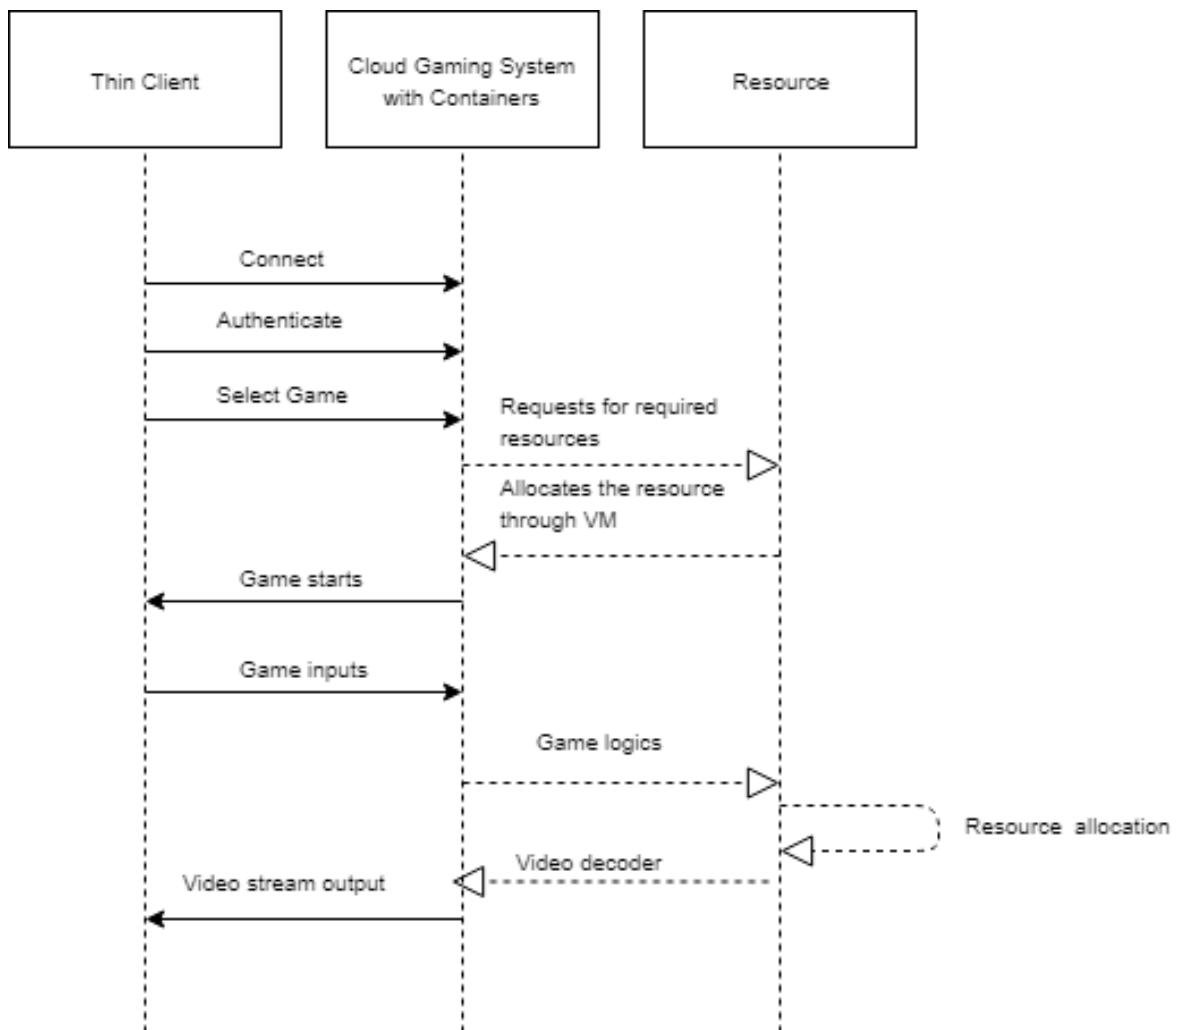 Thin Client
Cloud Gaming System
with Containers
Resource
Connect
Authenticate
Select Game
Requests for required
resources
Allocates the resource
through VM
Game starts
Game inputs
Game logics
Resource allocation
Video decoder
Video stream output